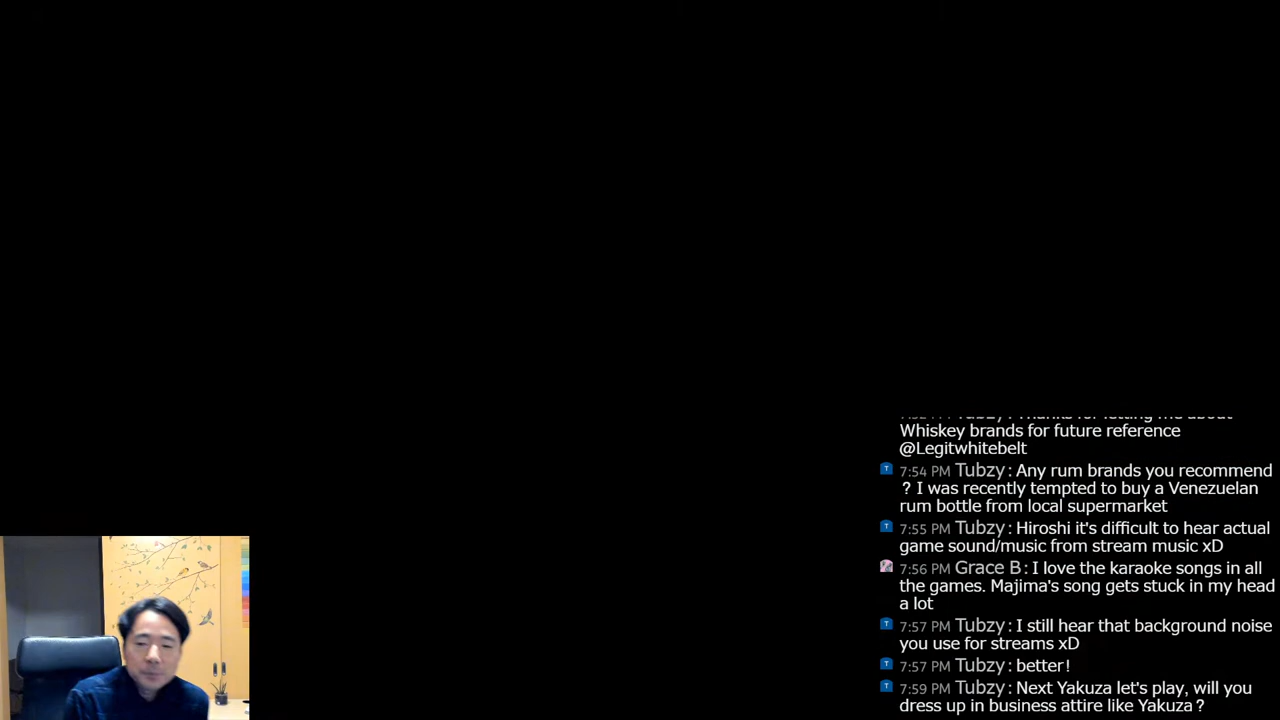 Whiskey brands for future reference
@Legitwhitebelt
7:54 PM Tubzy: Any rum brands you recommend
? I was recently tempted to buy a Venezuelan
rum bottle from local supermarket
7:55 PM Tubzy: Hiroshi it's difficult to hear actual
game sound/music from stream music xD
7:56 PM Grace B: I love the karaoke songs in all
the games. Majima's song gets stuck in my head
a lot
7:57 PM Tubzy: I still hear that background noise
you use for streams xD
7:57 PM Tubzy: better!
7:59 PM Tubzy: Next Yakuza let's play, will you
dress up in business attire like Yakuza?